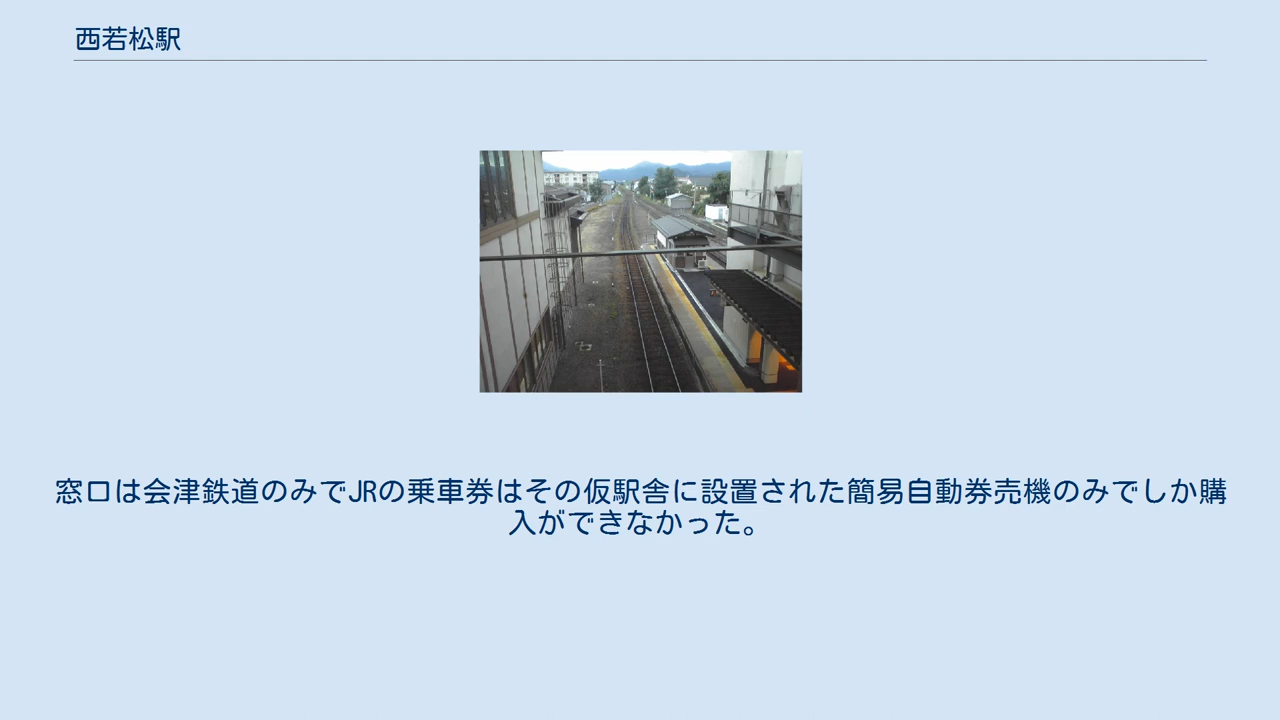 西若松駅
窓口は会津鉄道のみでJRの乗車券はその仮駅舎に設置された簡易自動券売機のみでしか購
入ができなかった。